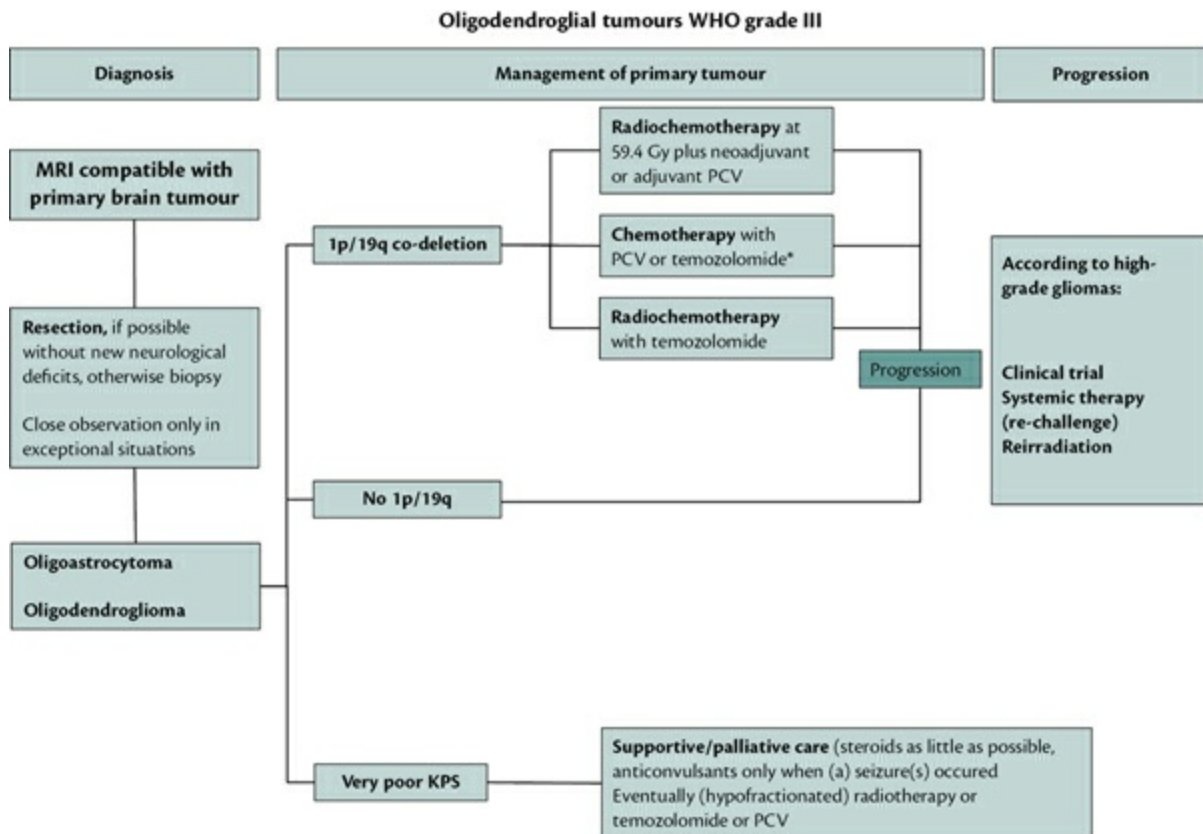 Oligodendroglial tumours WHO grade III
Diagnosis
Management of primary tumour
Progression
MRI compatible with
primary brain tumour
Resection, if possible
without new neurological
deficits, otherwise biopsy
Close observation only in
exceptional situations
Oligoastrocytoma
Oligodendroglioma
1p/19q co-deletion
Radiochemotherapy at
59.4 Gy plus neoadjuvant
or adjuvant PCV
Chemotherapy with
PCV or temozolomide*
Radiochemotherapy
with temozolomide
No 1p/19q
Progression
Very poor KPS
Supportive/palliative care (steroids as little as possible,
anticonvulsants only when (a) seizure(s) occured
Eventually (hypofractionated) radiotherapy or
temozolomide or PCV
According to high-
grade gliomas:
Clinical trial
Systemic therapy
(re-challenge)
Reirradiation